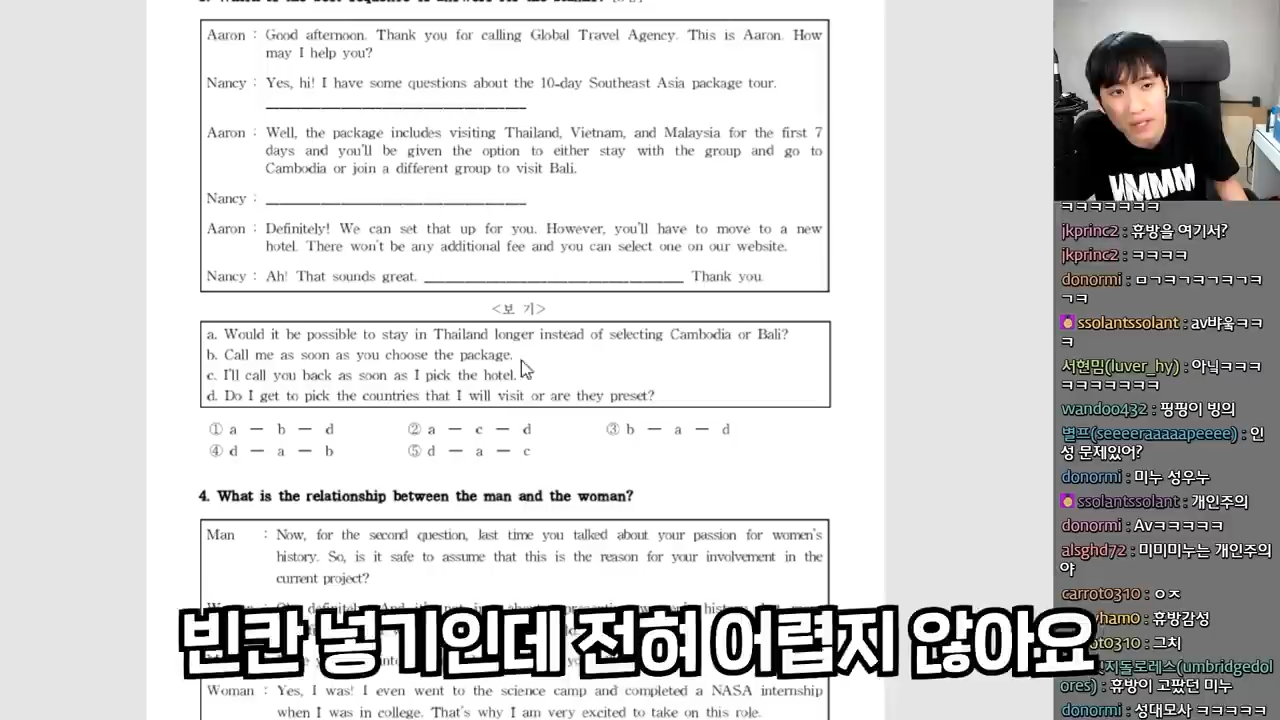 Aaron : Good afternoon. Thank you for calling Global Travel Agency. This is Aaron. How
may I help you?
Nancy : Yes, hi! I have some questions about the 10-day Southeast Asia package tour.
Aaron : Well, the package includes visiting Thailand, Vietnam, and Malaysia for the first 7
days and you'll be given the option to either stay with the group and go to
Cambodia or join a different group to visit Bali.
Nancy :
Aaron : Definitely! We can set that up for you. However, you'll have to move to a new
hotel. There won't be any additional fee and you can select one on our website.
Nancy : Ah! That sounds great. Thank you.
<보 기>
a. Would it be possible to stay in Thailand longer instead of selecting Cambodia or Bali?
b. Call me as soon as you choose the package.
c. I'll call you back as soon as I pick the hotel.
d. Do I get to pick the countries that I will visit or are they preset?
① a - b - d ② a - c - d ③ b - a - d
④ d - a - b ⑤ d - a - c
4. What is the relationship between the man and the woman?
Man : Now, for the second question, last time you talked about your passion for women's
history. So, is it safe to assume that this is the reason for your involvement in the
current project?
빈칸 넣기인데 전혀 어렵지 않아요
Woman : Yes, I was! I even went to the science camp and completed a NASA internship
when I was in college. That's why I am very excited to take on this role.
ㅋㅋㅋㅋㅋㅋㅋ
jkprinc2 : 휴방을 여기서?
jkprinc2 : ㅋㅋㅋㅋ
donormi : ㅁㄱㅋㄱㅋㄱㅋㄱ
ㄱㅋ
ssolantssolant : av뱌욱ㅋㅋ
ㅋ
서현밈(luver_hy) : 아닠ㅋㅋㅋ
ㅋㅋㅋㅋㅋㅋㅋ
wandoo432 : 핑핑이 빙의
별프(seeeeraaaaapeeee) : 인
성 문제있어?
donormi : 미누 성우누
ssolantssolant : 개인주의
donormi : Avㅋㅋㅋㅋㅋ
alsghd72 : 미미미누는 개인주의
야
carrot0310 : ㅇㅈ
hamo : 휴방감성
ot0310 : 그치
지돌로레스(umbridgedol
ores) : 휴방이 고팠던 미누
donormi : 성대모사 ㅋㅋㅋㅋㅋ